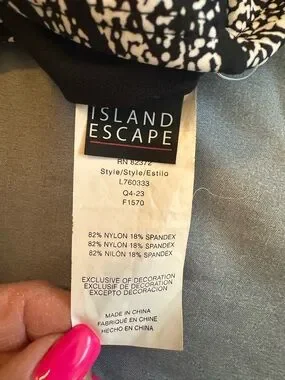 ISLAND
ESCAPE
RN 82372
Style/Style/Estilo
L760333
Q4-23
F1570
82% NYLON 18% SPANDEX
82% NYLON 18% SPANDEX
82% NILÓN 18% SPANDEX
EXCLUSIVE OF DECORATION
EXCLUSIF DE DECORATION
EXCEPTO DECORACION
MADE IN CHINA
FABRIQUÉ EN CHINE
HECHO EN CHINA